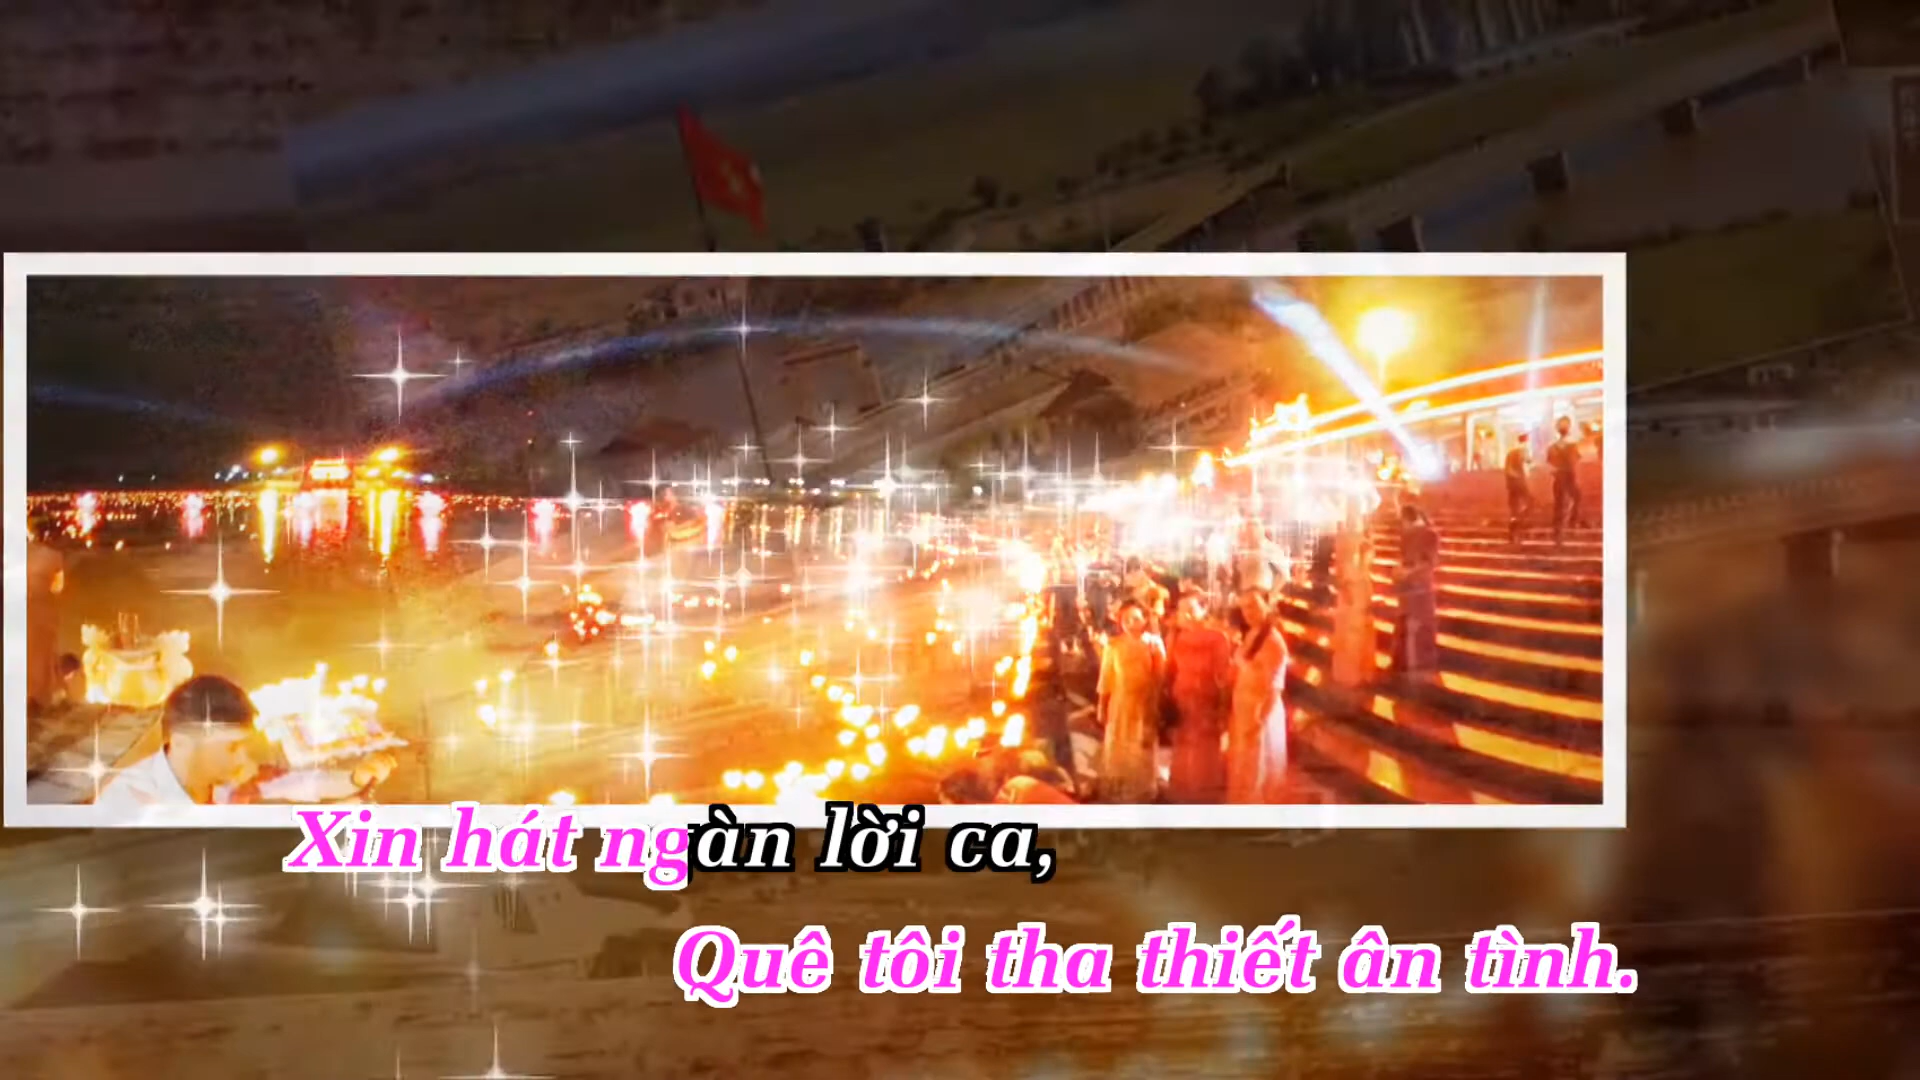 Xin hát ngàn lời ca,
Quê tôi tha thiết ân tình.